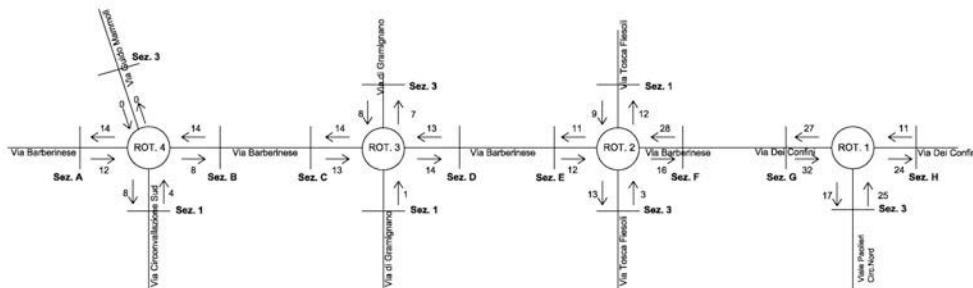 Via Guido Mammoli
Sez. 3
0
0
14
14
ROT. 4
Via Barberinese
12
8
Sez. A
Sez. B
8
4
Sez. 1
Via Circonvallazione Sud
Via Barberinese
Via di Gramignano
Sez. 3
8
7
14
13
ROT. 3
13
14
Sez. C
Sez. D
1
Sez. 1
Via di Gramignano
Via Barberinese
Via Tosca Fiesoli
Sez. 1
9
12
11
28
ROT. 2
12
16
Via Barberinese
Sez. E
Sez. F
13
3
Sez. 3
Via Tosca Fiesoli
27
11
Via Dei Confini
ROT. 1
Via Dei Confini
32
24
Sez. G
Sez. H
17
25
Sez. 3
Viale Paolieri
Circ.Nord